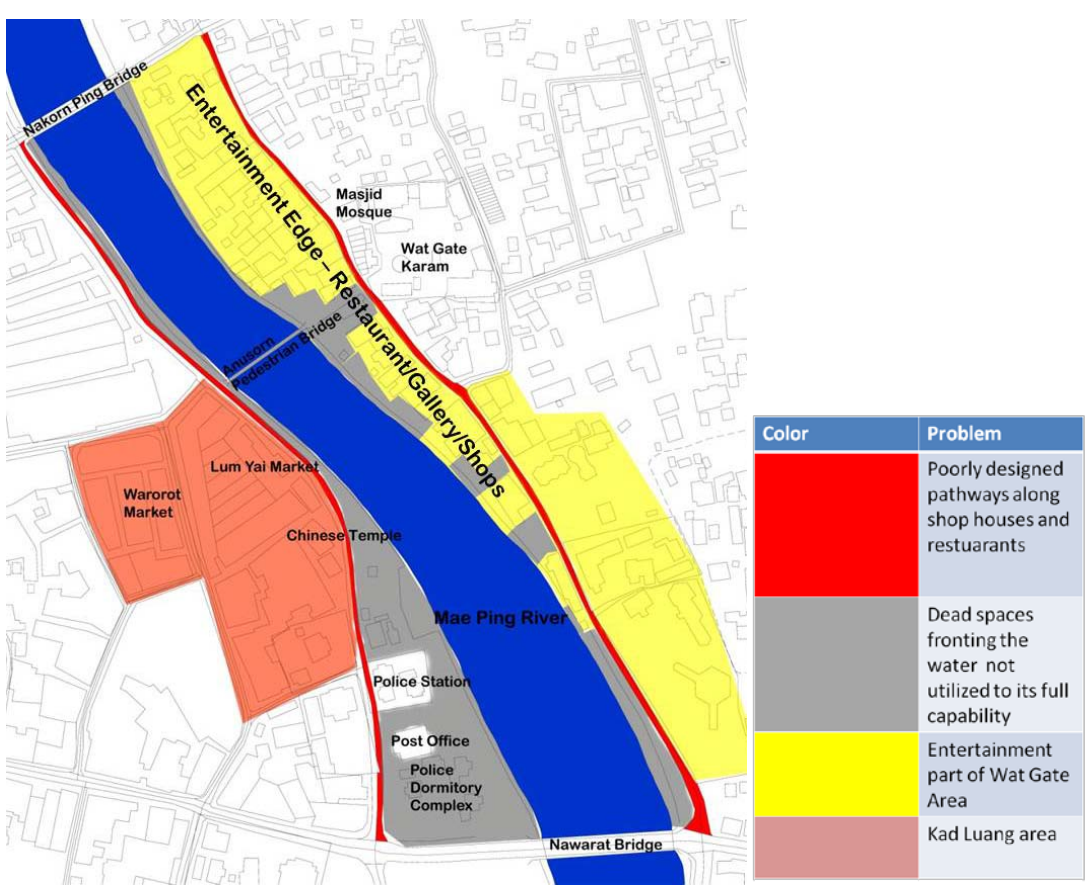 Nakorn Ping Bridge
Entertainment Edge – Restaurant/Gallery/Shops
Masjid
Mosque
Wat Gate
Karam
Anusorn
Pedestrian Bridge
Lum Yai Market
Warorot
Market
Chinese Temple
Mae Ping River
Police Station
Post Office
Police
Dormitory
Complex
Nawarat Bridge
Color
Problem
Poorly designed
pathways along
shop houses and
restuarants
Dead spaces
fronting the
water not
utilized to its full
capability
Entertainment
part of Wat Gate
Area
Kad Luang area